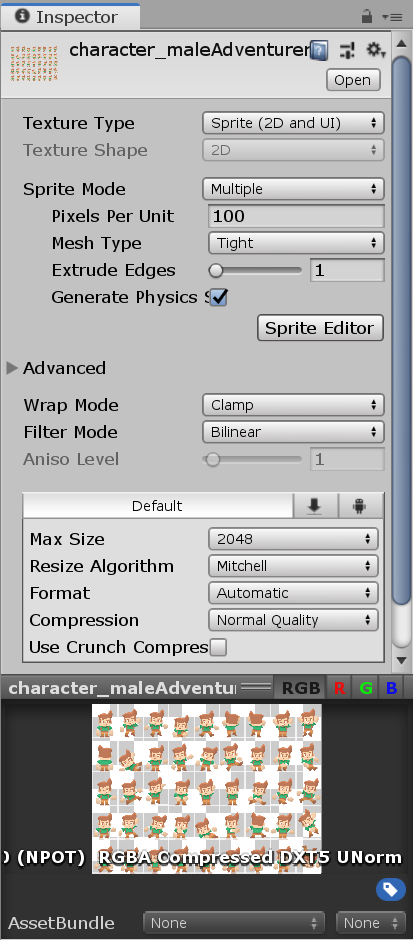 Inspector
character_maleAdventurer
Open
Texture Type Sprite (2D and UI)
Texture Shape 2D
Sprite Mode Multiple
Pixels Per Unit 100
Mesh Type Tight
Extrude Edges 1
Generate Physics S
Sprite Editor
Advanced
Wrap Mode Clamp
Filter Mode Bilinear
Aniso Level 1
Default
Max Size 2048
Resize Algorithm Mitchell
Format Automatic
Compression Normal Quality
Use Crunch Compres
character_maleAdventu RGB R G B
(NPOT) RGBA Compressed DXT5 UNorm
AssetBundle None None